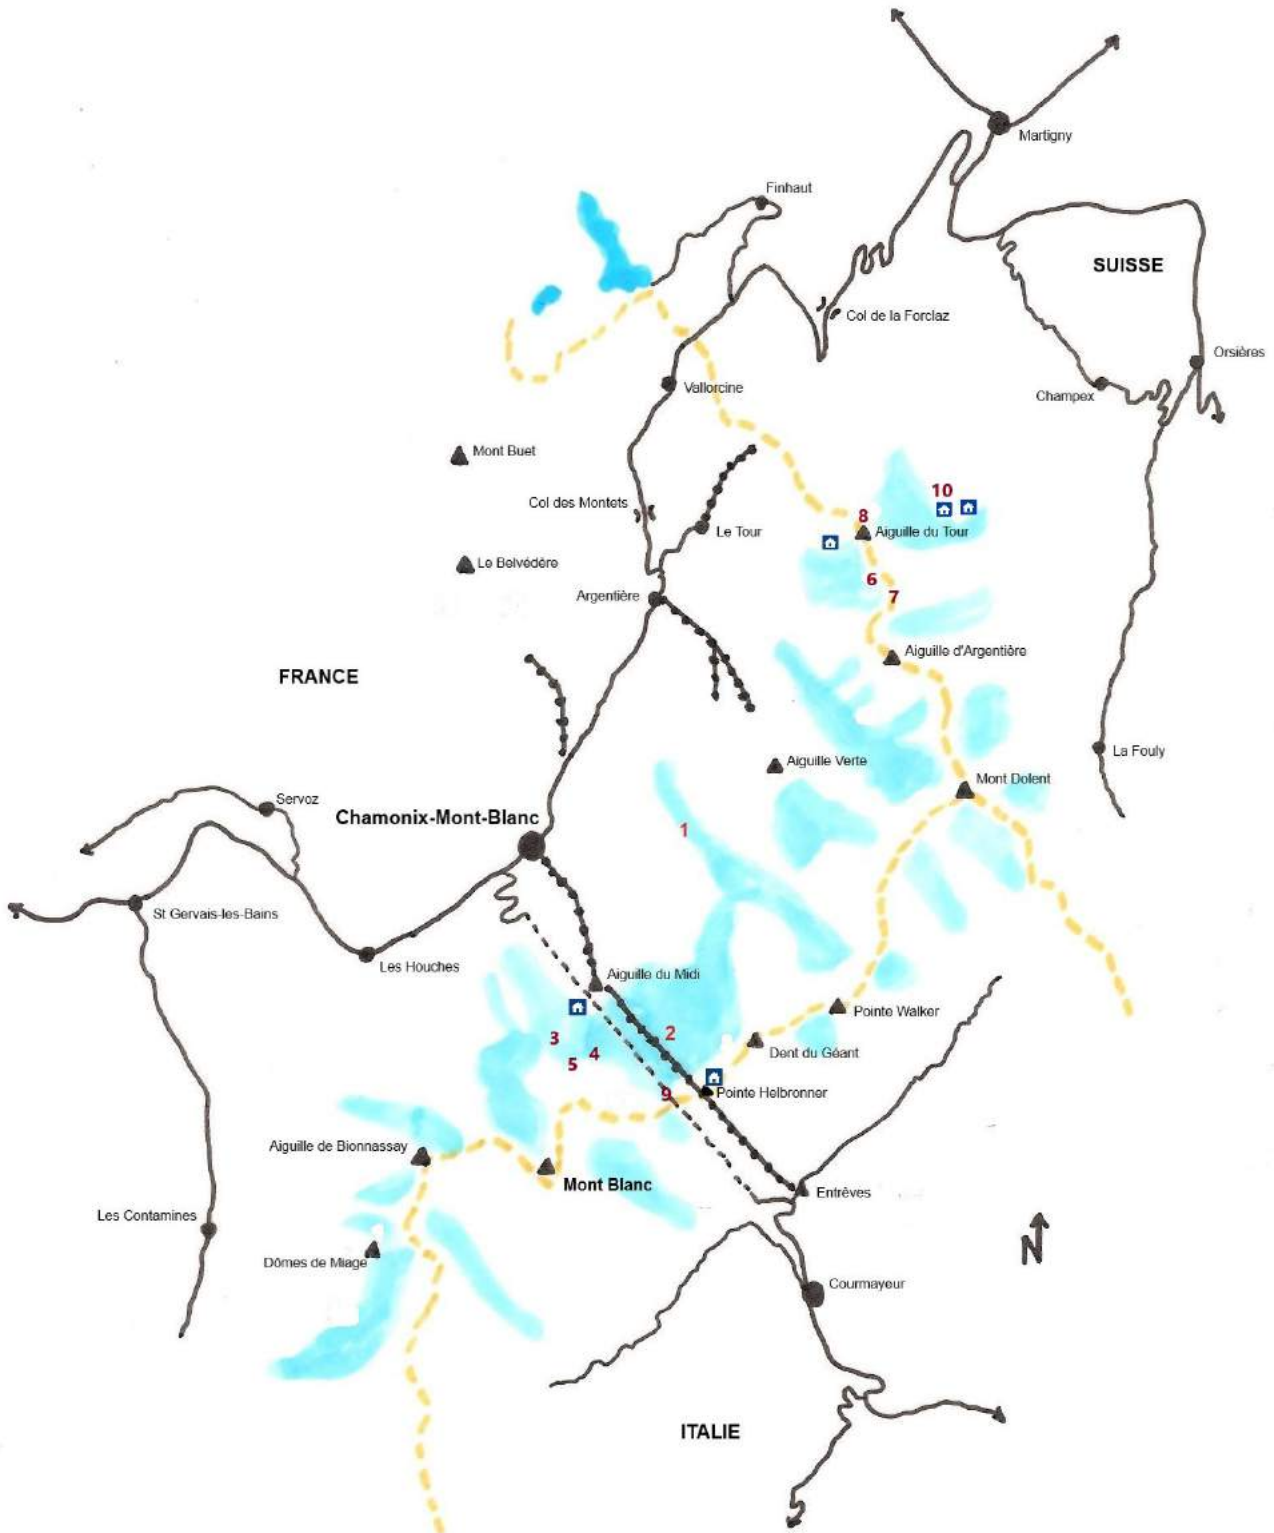 Martigny
Finhaut
SUISSE
Col de la Forclaz
Orsières
Vallorcine
Champex
Mont Buet
10
Col des Montets
8
Le Tour
Aiguille du Tour
Le Belvédère
6
Argentière
7
Aiguille d'Argentière
FRANCE
La Fouly
Aiguille Verte
Mont Dolent
Servoz
Chamonix-Mont-Blanc
1
St Gervais-les-Bains
Les Houches
Aiguille du Midi
Pointe Walker
2
3
4
Dent du Géant
5
9
Pointe Helbronner
Aiguille de Bionnassay
Mont Blanc
Entrêves
Les Contamines
N
Dômes de Miage
Courmayeur
ITALIE